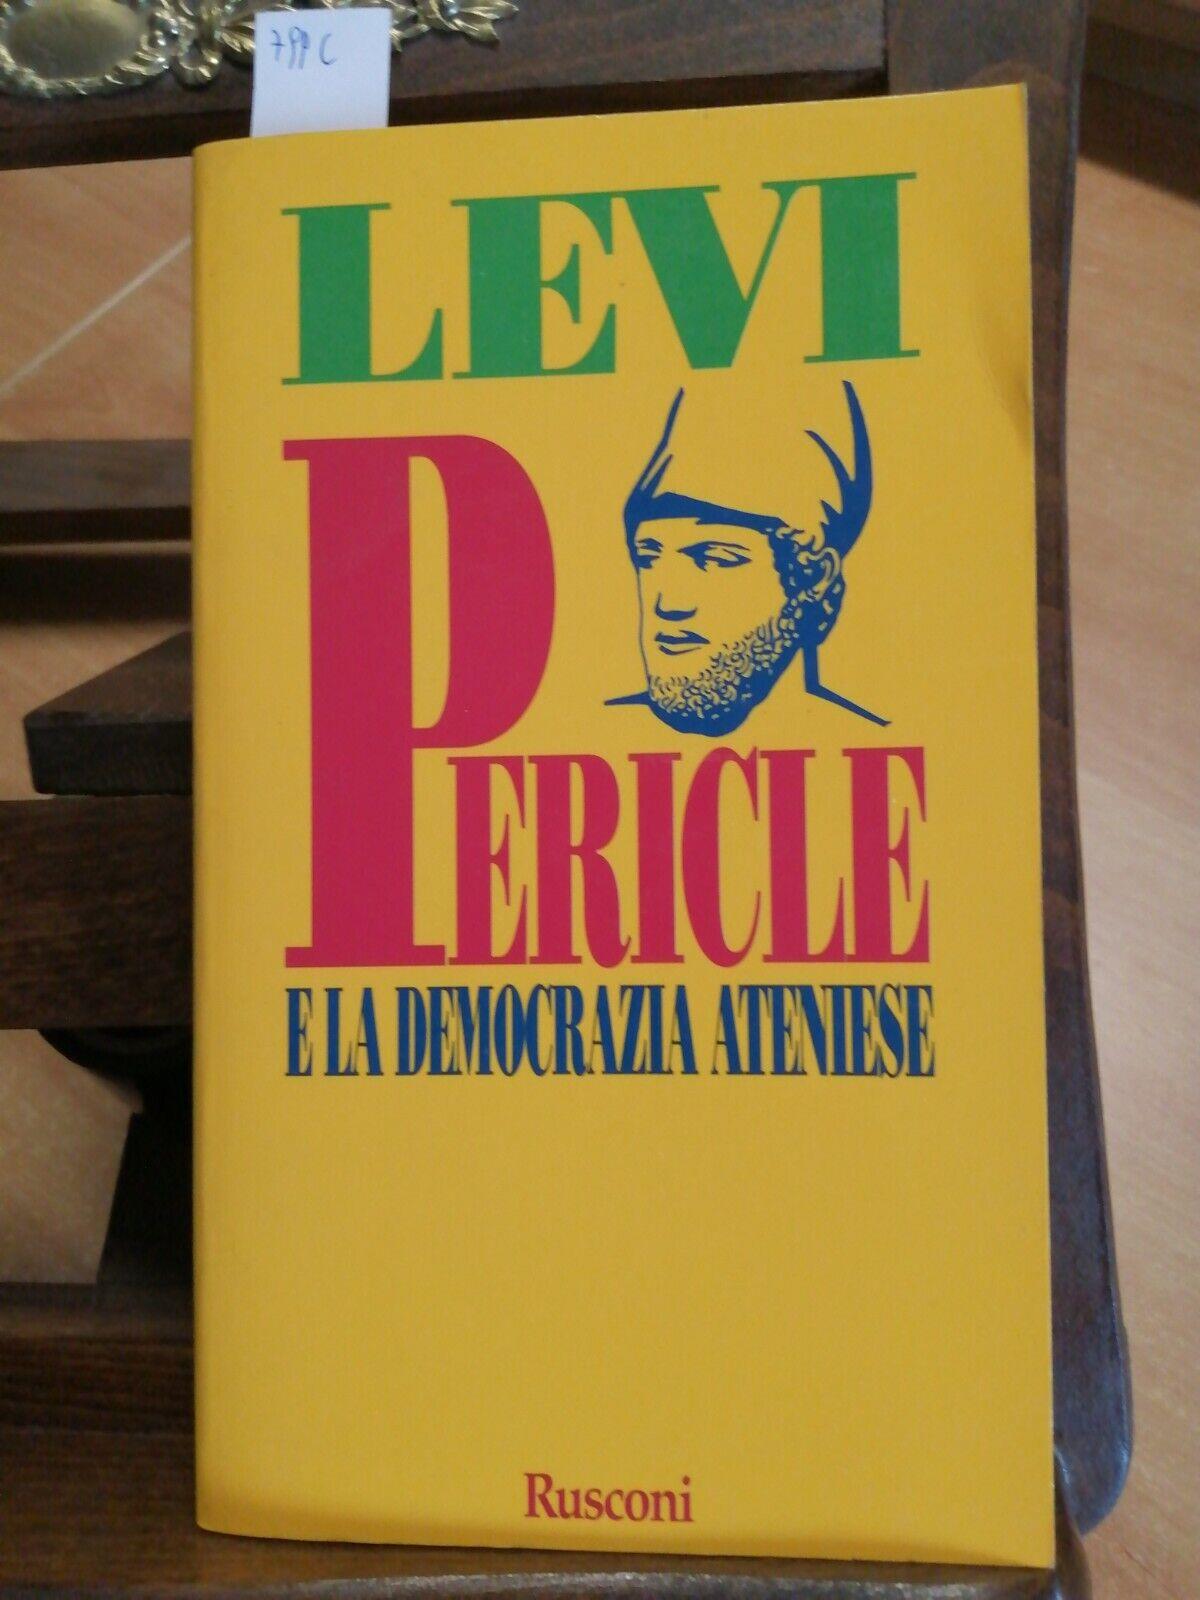 LEVI
PERICLE
E LA DEMOCRAZIA ATENIESE
Rusconi